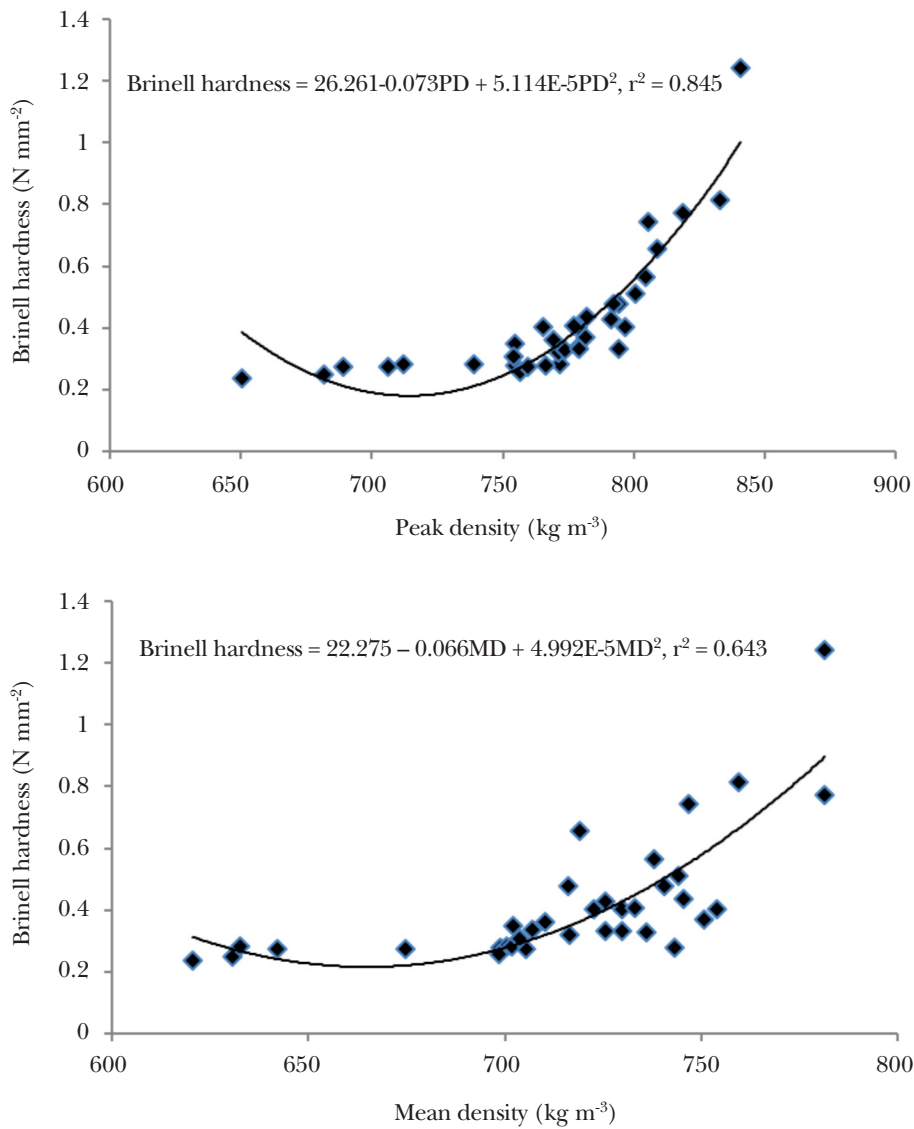 1.4
1.2
1
0.8
0.6
0.4
0.2
0
Brinell hardness (N mm⁻²)
Brinell hardness = 26.261-0.073PD + 5.114E-5PD², r² = 0.845
600 650 700 750 800 850 900
Peak density (kg m⁻³)
1.4
1.2
1
0.8
0.6
0.4
0.2
0
Brinell hardness (N mm⁻²)
Brinell hardness = 22.275 – 0.066MD + 4.992E-5MD², r² = 0.643
600 650 700 750 800
Mean density (kg m⁻³)